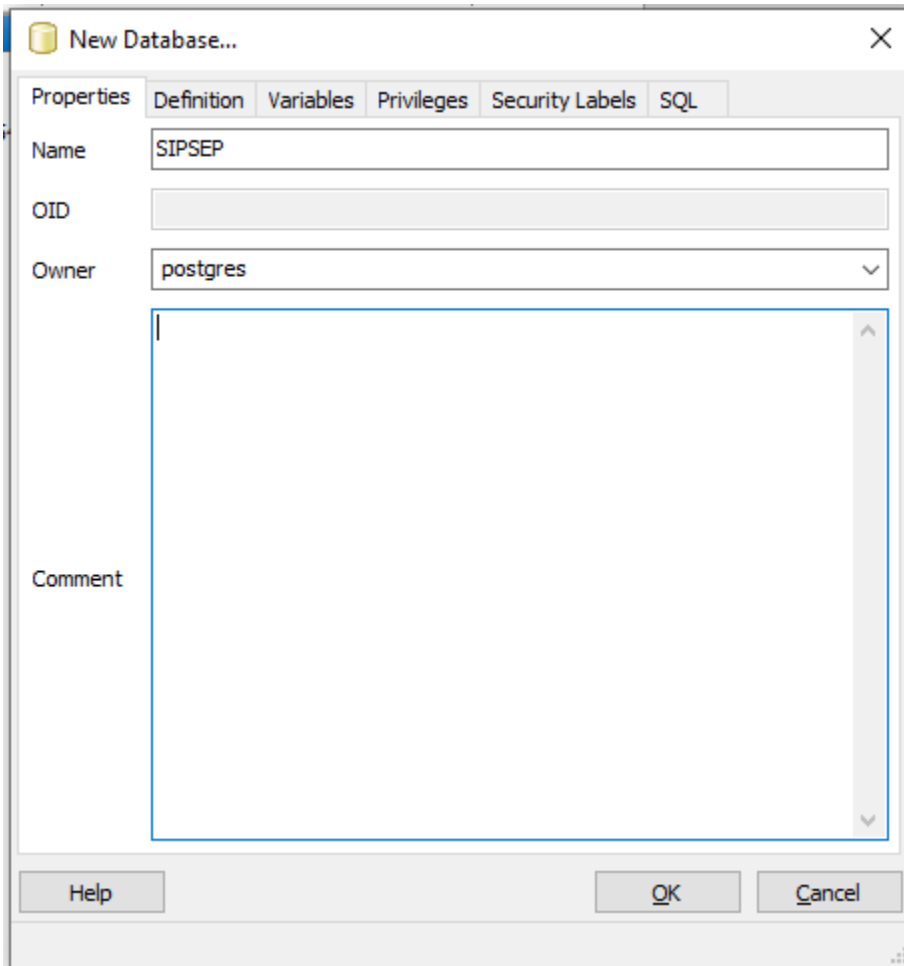 New Database...
Properties Definition Variables Privileges Security Labels SQL
Name SIPSEP
OID
Owner postgres
Comment
Help OK Cancel